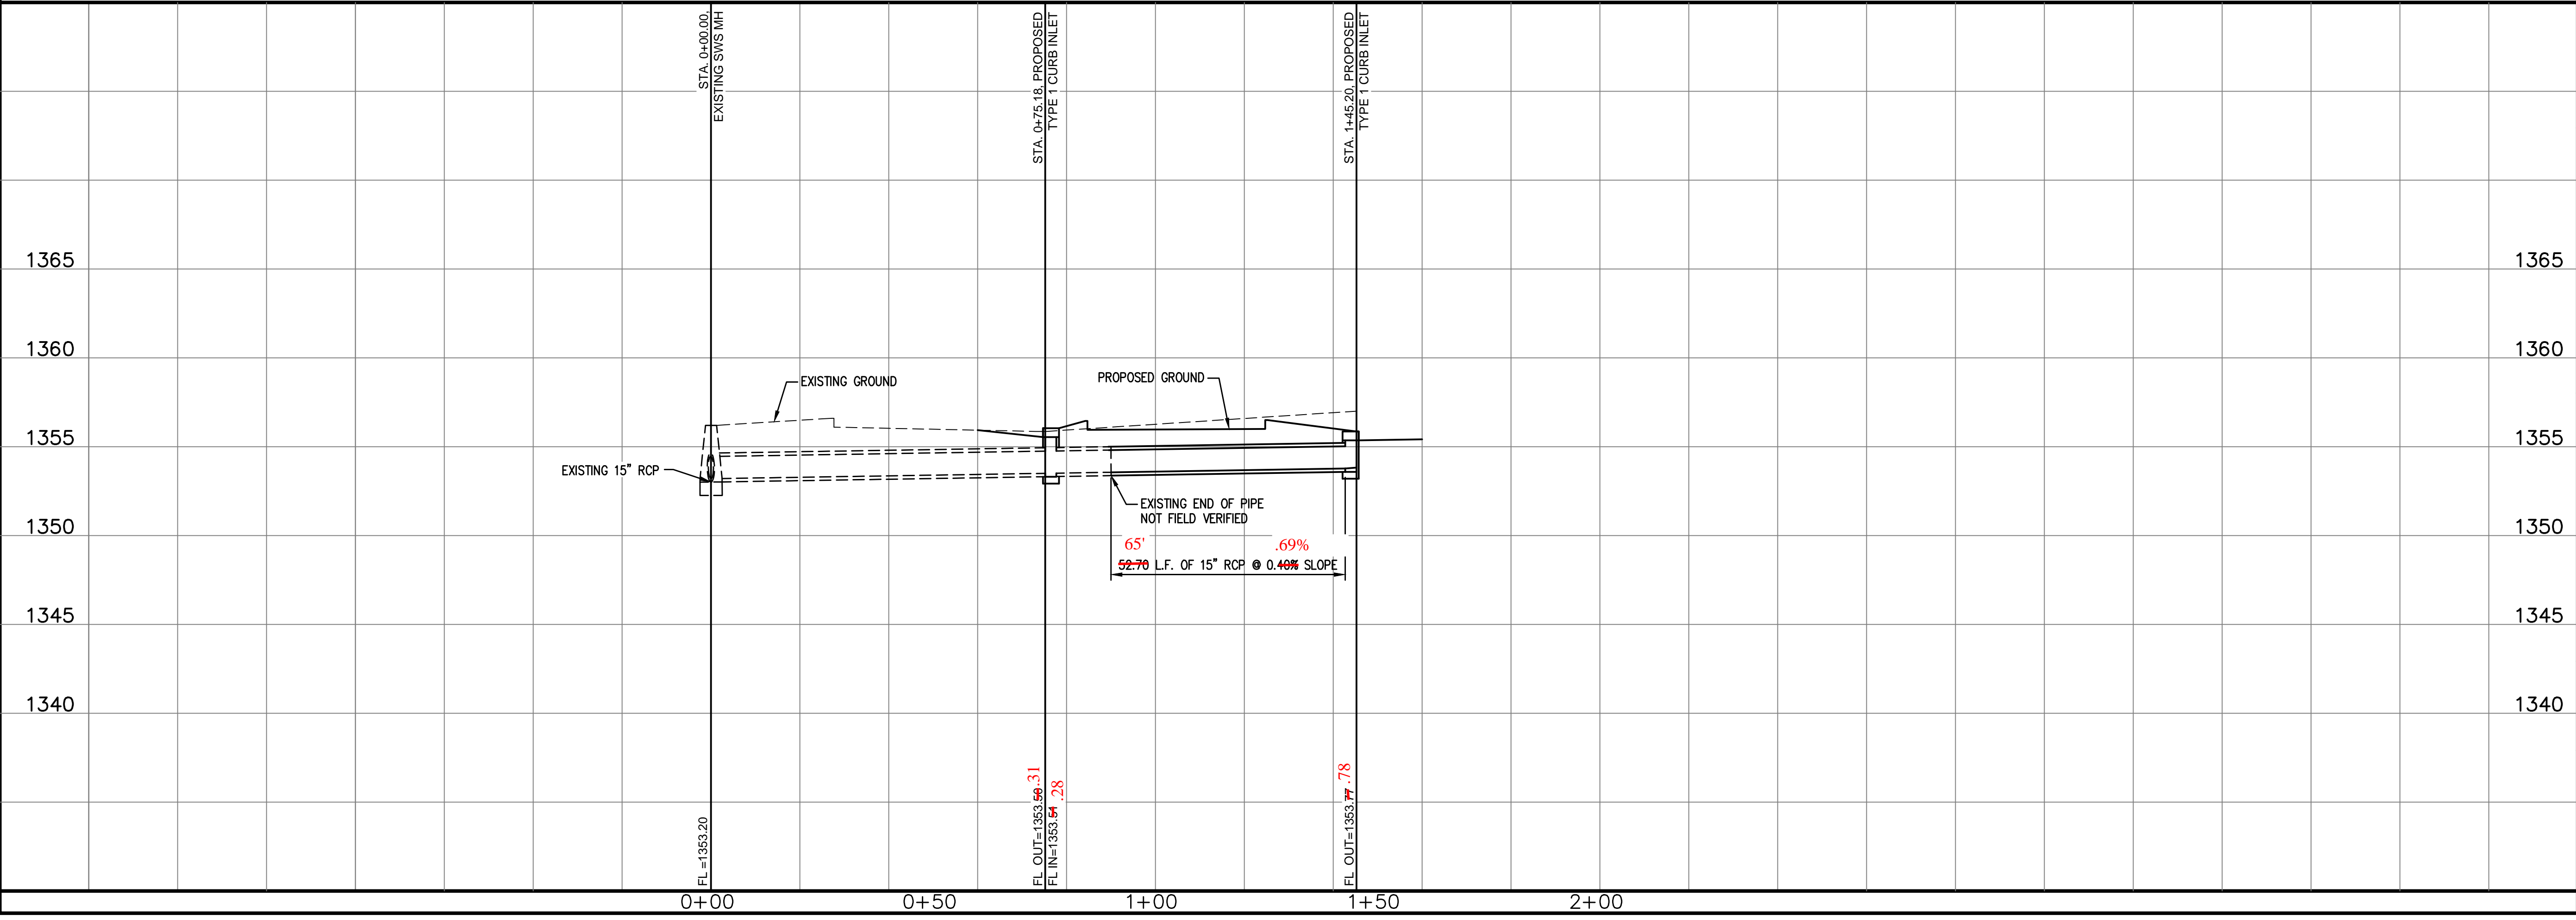 STA. 0+00.00,
EXISTING SWS MH
STA. 0+75.18, PROPOSED
TYPE 1 CURB INLET
STA. 1+45.20, PROPOSED
TYPE 1 CURB INLET
1365
1365
1360
1360
EXISTING GROUND
PROPOSED GROUND
1355
1355
EXISTING 15" RCP
EXISTING END OF PIPE
NOT FIELD VERIFIED
1350
1350
65'
.69%
52.70 L.F. OF 15" RCP @ 0.40% SLOPE
1345
1345
1340
1340
FL =1353.20
.31
FL OUT=1353.50
.28
FL IN=1353.51
.78
FL OUT=1353.77
0+00
0+50
1+00
1+50
2+00